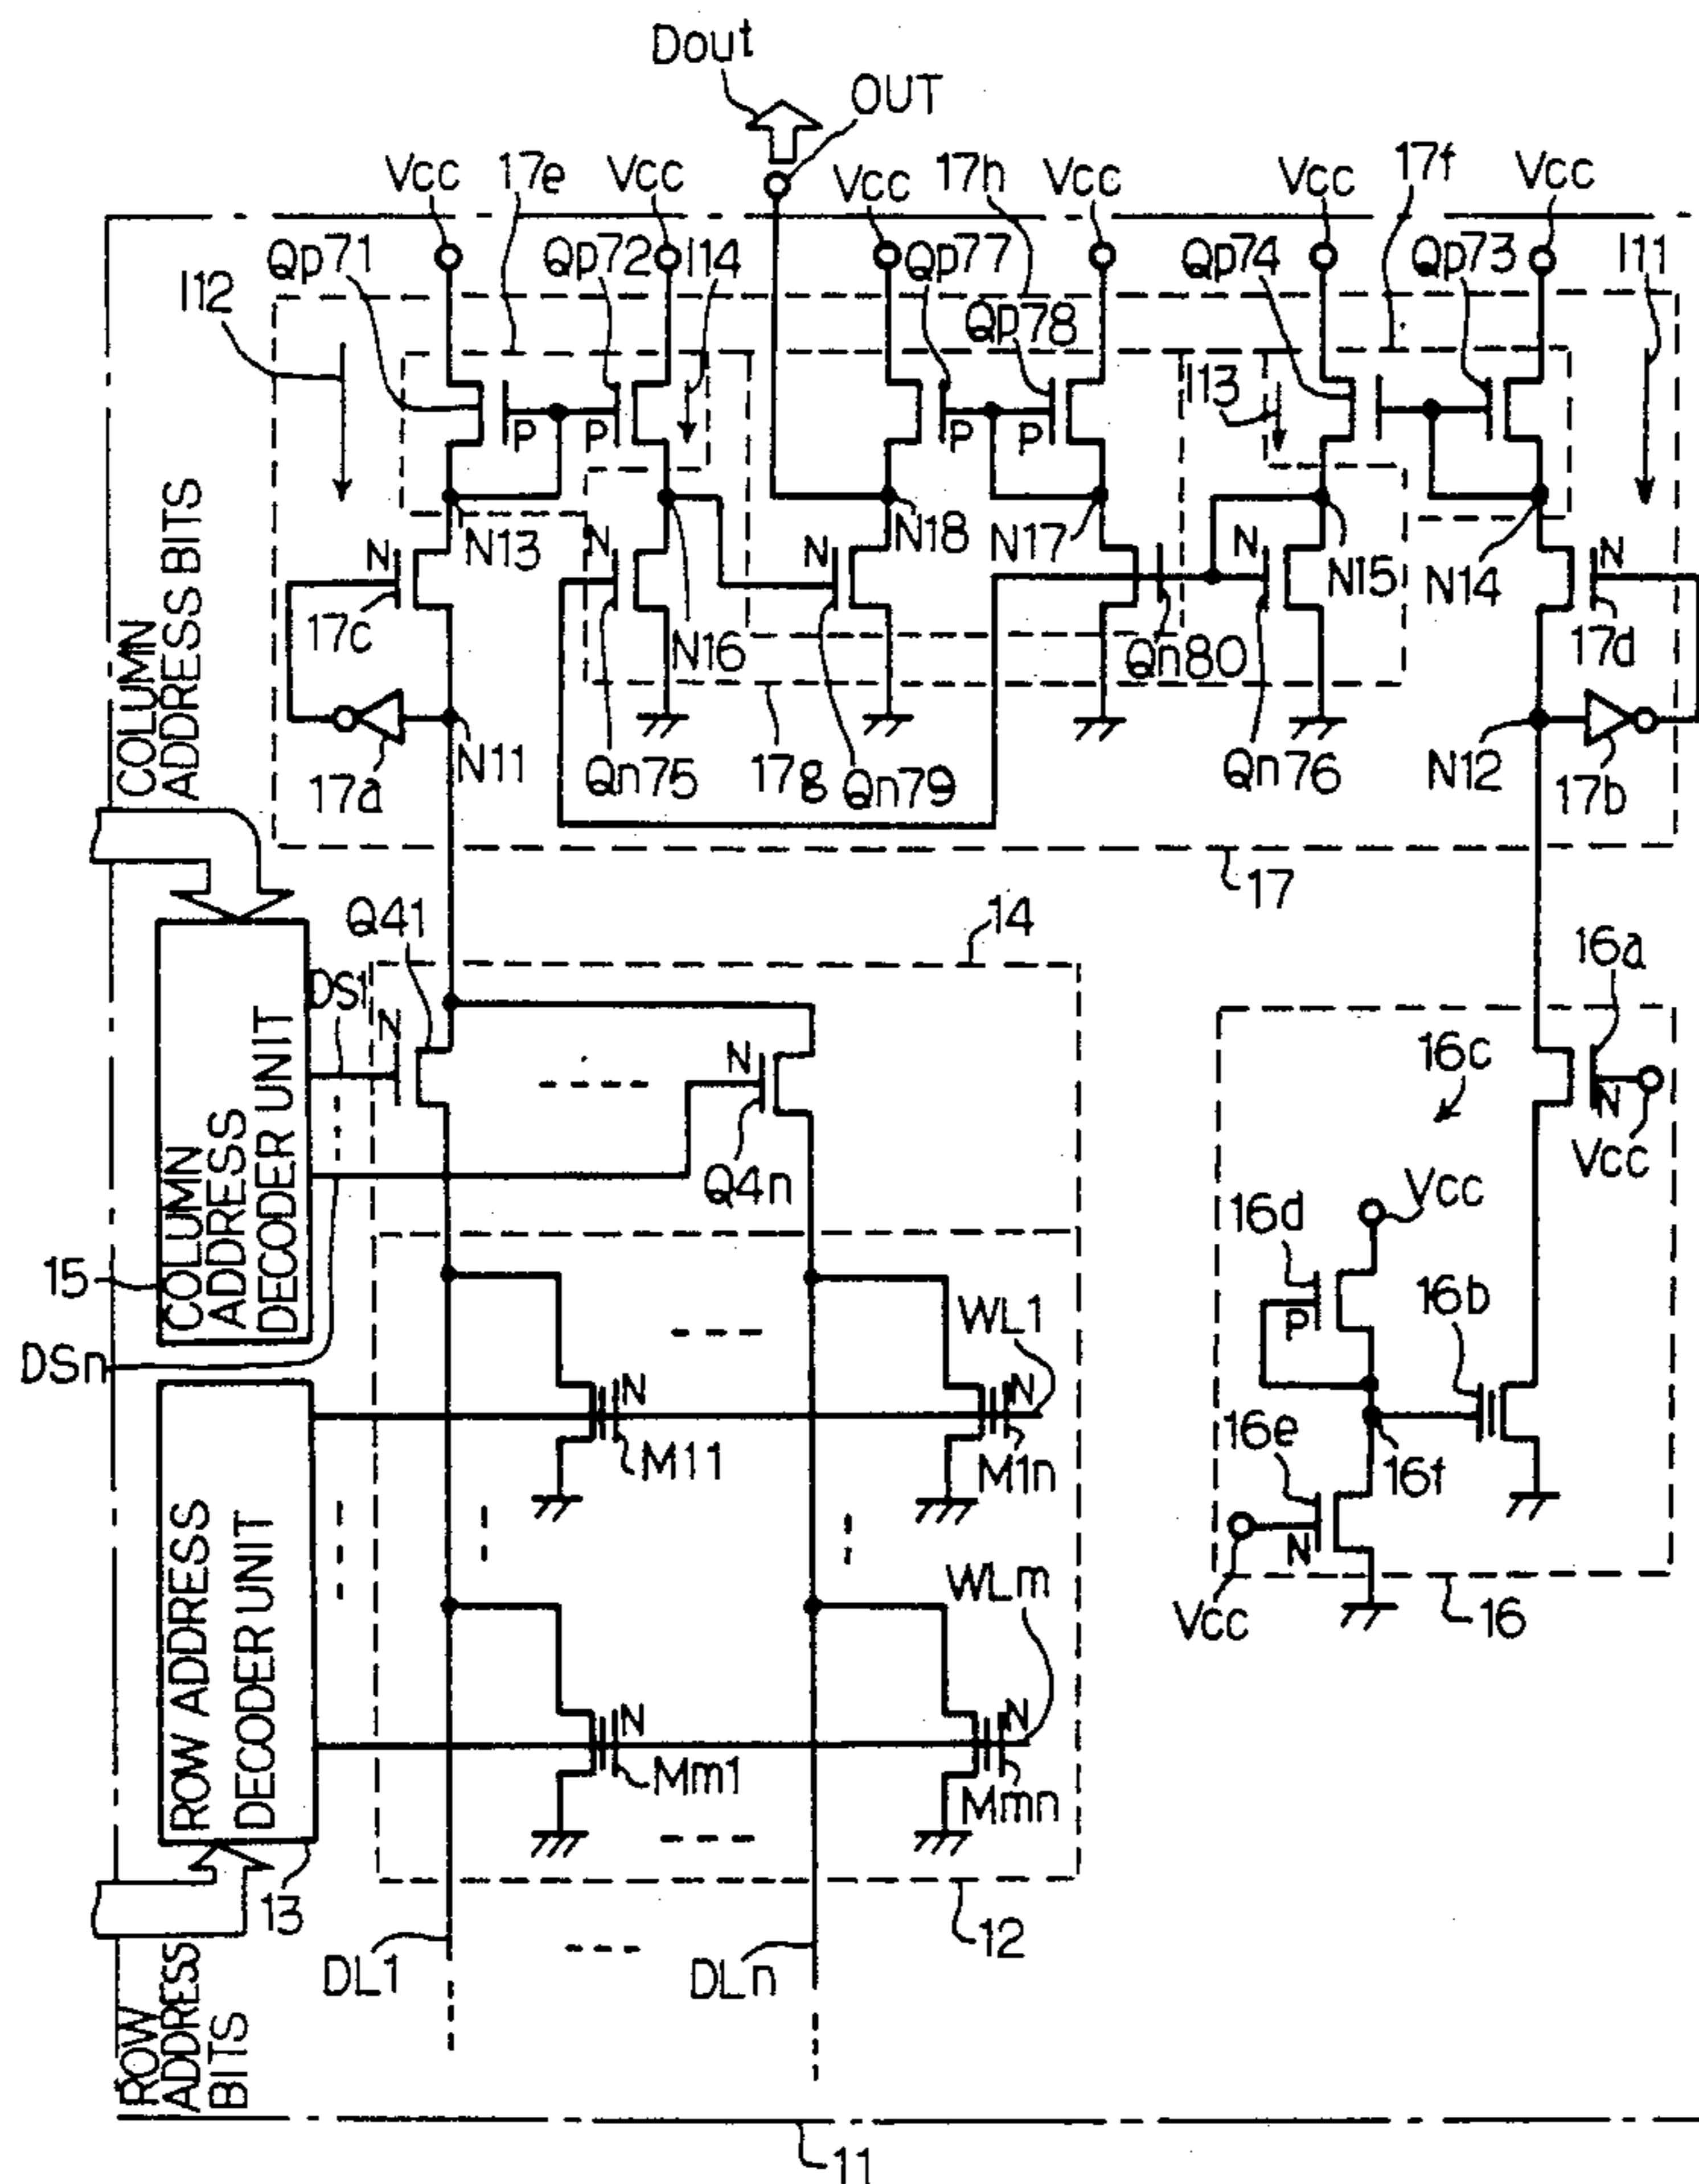 Dout
OUT
Vcc
17e
Vcc
Vcc
17h
Vcc
Vcc
17f
Vcc
I12
Qp71
Qp72
I14
Qp77
Qp78
Qp74
Qp73
I11
P
P
P
P
I13
N
N13
N
N16
N
N18
N17
N
N15
N14
N
17c
17d
Qn80
17a
N11
Qn75
17g
Qn79
Qn76
N12
17b
17
COLUMN
ADDRESS BITS
Q41
14
16a
DS1
N
N
16c
N
Vcc
COLUMN
ADDRESS
DECODER UNIT
Q4n
15
16d
Vcc
P
16b
WL1
DSn
N
N
M11
M1n
16e
16f
N
Vcc
16
ROW ADDRESS
DECODER UNIT
WLm
N
N
Mm1
Mmn
13
12
DL1
DLn
ROW
ADDRESS
BITS
11